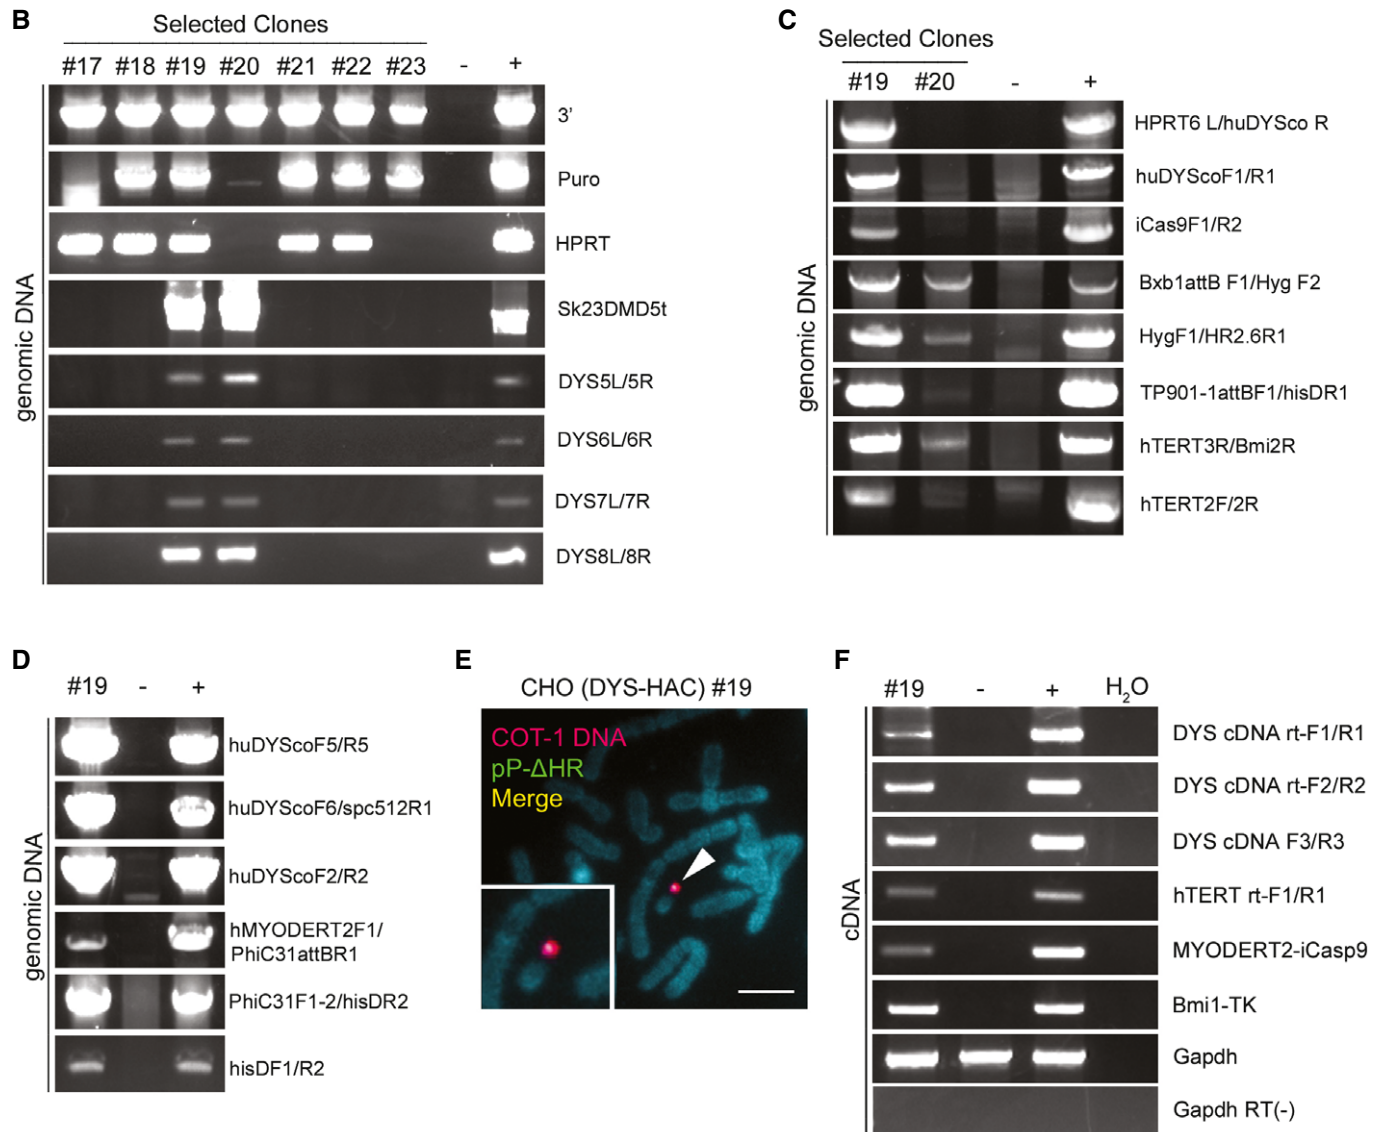 B
Selected Clones
#17 #18 #19 #20 #21 #22 #23 - +
genomic DNA
3'
Puro
HPRT
Sk23DMD5t
DYS5L/5R
DYS6L/6R
DYS7L/7R
DYS8L/8R
C
Selected Clones
#19 #20 - +
genomic DNA
HPRT6 L/huDYSco R
huDYScoF1/R1
iCas9F1/R2
Bxb1attB F1/Hyg F2
HygF1/HR2.6R1
TP901-1attBF1/hisDR1
hTERT3R/Bmi2R
hTERT2F/2R
D
#19 - +
genomic DNA
huDYScoF5/R5
huDYScoF6/spc512R1
huDYScoF2/R2
hMYODERT2F1/
PhiC31attBR1
PhiC31F1-2/hisDR2
hisDF1/R2
E
CHO (DYS-HAC) #19
COT-1 DNA
pP-ΔHR
Merge
F
#19 - + H₂O
cDNA
DYS cDNA rt-F1/R1
DYS cDNA rt-F2/R2
DYS cDNA F3/R3
hTERT rt-F1/R1
MYODERT2-iCasp9
Bmi1-TK
Gapdh
Gapdh RT(-)